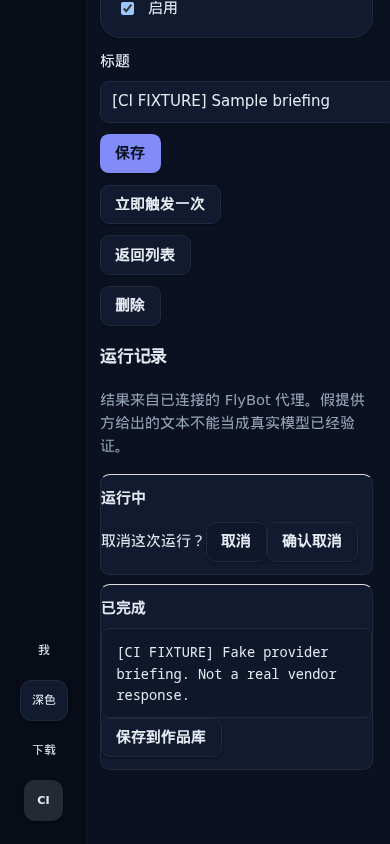 启用
标题
[CI FIXTURE] Sample briefing
保存
立即触发一次
返回列表
删除
运行记录
结果来自已连接的 FlyBot 代理。假提供
方给出的文本不能当成真实模型已经验
证。
运行中
取消这次运行？ 取消 确认取消
已完成
[CI FIXTURE] Fake provider
briefing. Not a real vendor
response.
保存到作品库
我
深色
下载
CI